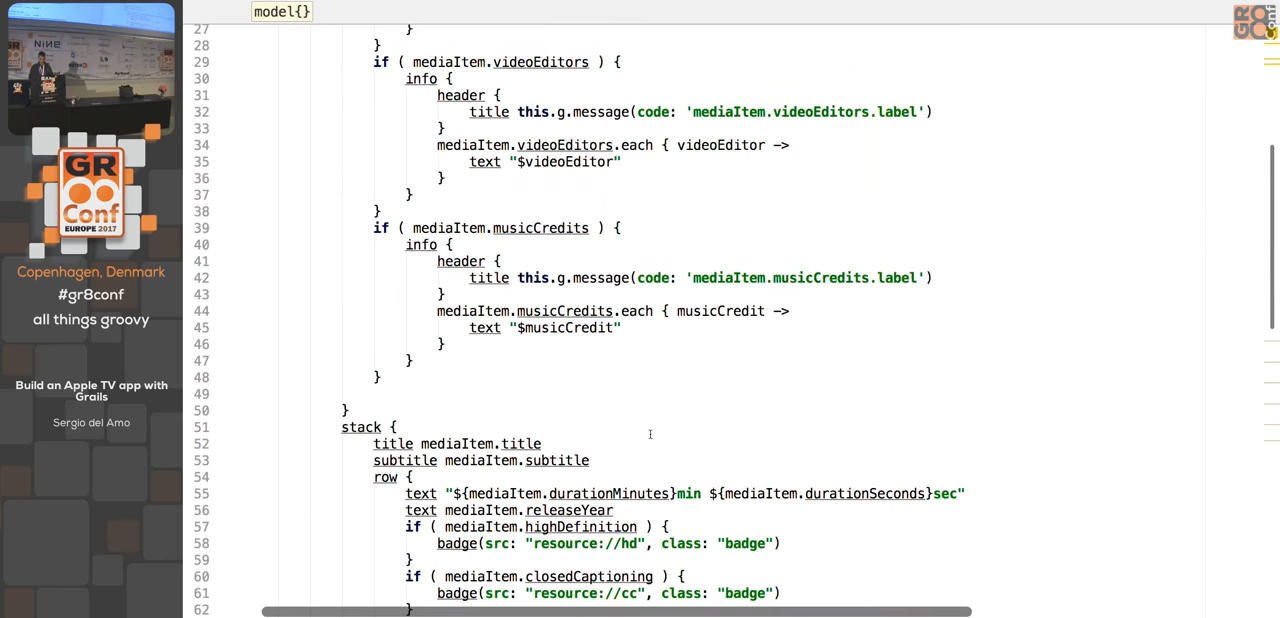 NINE
GR
Conf
EUROPE 2017
Copenhagen, Denmark
#gr8conf
all things groovy
Build an Apple TV app with
Grails
Sergio del Amo
model{}
27 }
28 }
29 if ( mediaItem.videoEditors ) {
30 info {
31 header {
32 title this.g.message(code: 'mediaItem.videoEditors.label')
33 }
34 mediaItem.videoEditors.each { videoEditor ->
35 text "$videoEditor"
36 }
37 }
38 }
39 if ( mediaItem.musicCredits ) {
40 info {
41 header {
42 title this.g.message(code: 'mediaItem.musicCredits.label')
43 }
44 mediaItem.musicCredits.each { musicCredit ->
45 text "$musicCredit"
46 }
47 }
48 }
49
50 }
51 stack {
52 title mediaItem.title
53 subtitle mediaItem.subtitle
54 row {
55 text "${mediaItem.durationMinutes}min ${mediaItem.durationSeconds}sec"
56 text mediaItem.releaseYear
57 if ( mediaItem.highDefinition ) {
58 badge(src: "resource://hd", class: "badge")
59 }
60 if ( mediaItem.closedCaptioning ) {
61 badge(src: "resource://cc", class: "badge")
62 }
GR
Conf